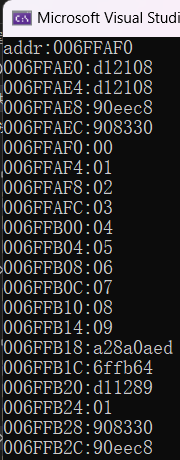 Microsoft Visual Studi
addr:006FFAF0
006FFAE0:d12108
006FFAE4:d12108
006FFAE8:90eec8
006FFAEC:908330
006FFAF0:00
006FFAF4:01
006FFAF8:02
006FFAFC:03
006FFB00:04
006FFB04:05
006FFB08:06
006FFB0C:07
006FFB10:08
006FFB14:09
006FFB18:a28a0aed
006FFB1C:6ffb64
006FFB20:d11289
006FFB24:01
006FFB28:908330
006FFB2C:90eec8